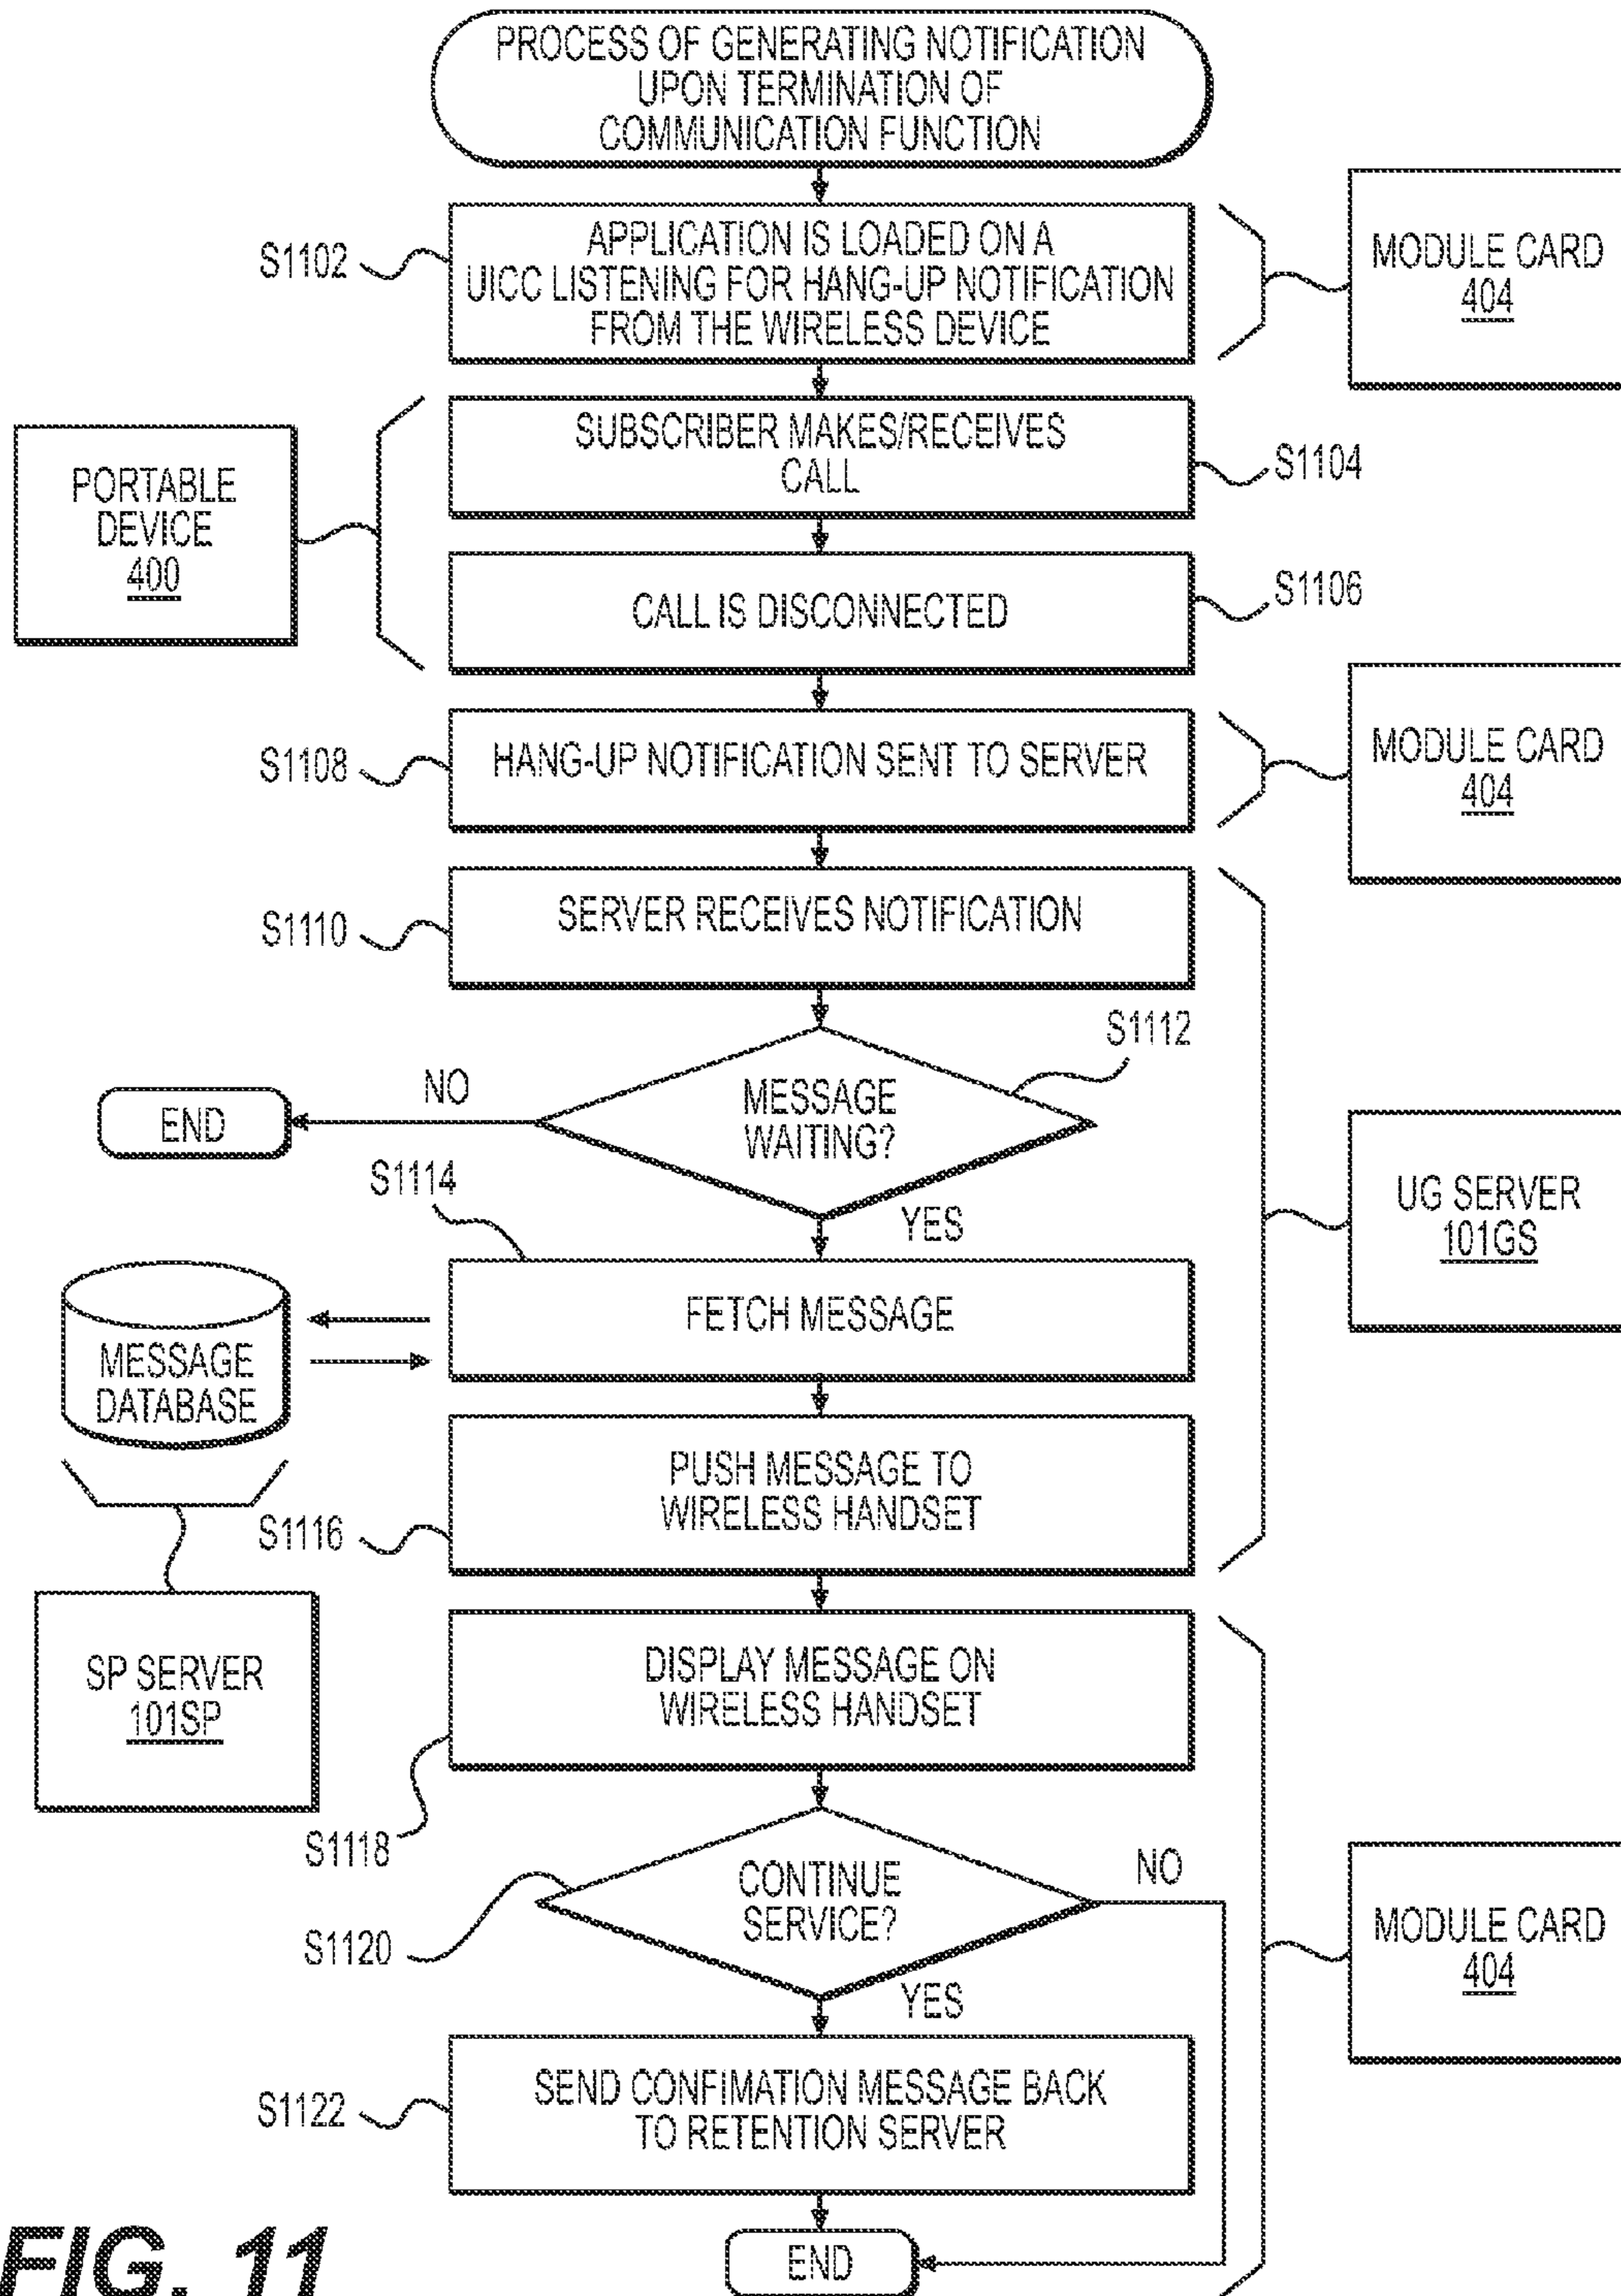 PROCESS OF GENERATING NOTIFICATION
UPON TERMINATION OF
COMMUNICATION FUNCTION
S1102
APPLICATION IS LOADED ON A
UICC LISTENING FOR HANG-UP NOTIFICATION
FROM THE WIRELESS DEVICE
MODULE CARD
404
PORTABLE
DEVICE
400
SUBSCRIBER MAKES/RECEIVES
CALL
S1104
CALL IS DISCONNECTED
S1106
S1108
HANG-UP NOTIFICATION SENT TO SERVER
MODULE CARD
404
S1110
SERVER RECEIVES NOTIFICATION
S1112
MESSAGE
WAITING?
NO
END
YES
UG SERVER
101GS
S1114
FETCH MESSAGE
MESSAGE
DATABASE
S1116
PUSH MESSAGE TO
WIRELESS HANDSET
SP SERVER
101SP
DISPLAY MESSAGE ON
WIRELESS HANDSET
S1118
CONTINUE
SERVICE?
NO
S1120
YES
MODULE CARD
404
S1122
SEND CONFIMATION MESSAGE BACK
TO RETENTION SERVER
END
FIG. 11